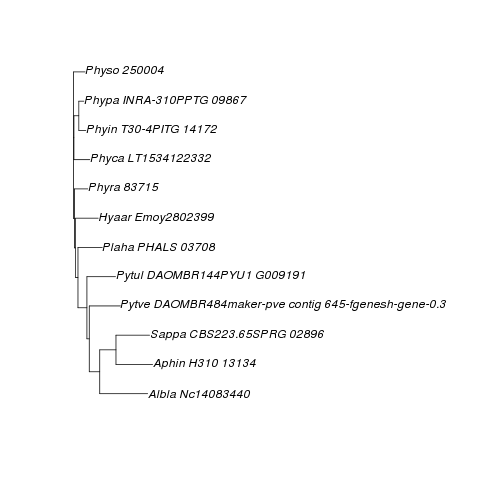 Physo 250004
Phypa INRA-310PPTG 09867
Phyin T30-4PITG 14172
Phyca LT1534122332
Phyra 83715
Hyaar Emoy2802399
Plaha PHALS 03708
Pytul DAOMBR144PYU1 G009191
Pytve DAOMBR484maker-pve contig 645-fgenesh-gene-0.3
Sappa CBS223.65SPRG 02896
Aphin H310 13134
Albla Nc14083440